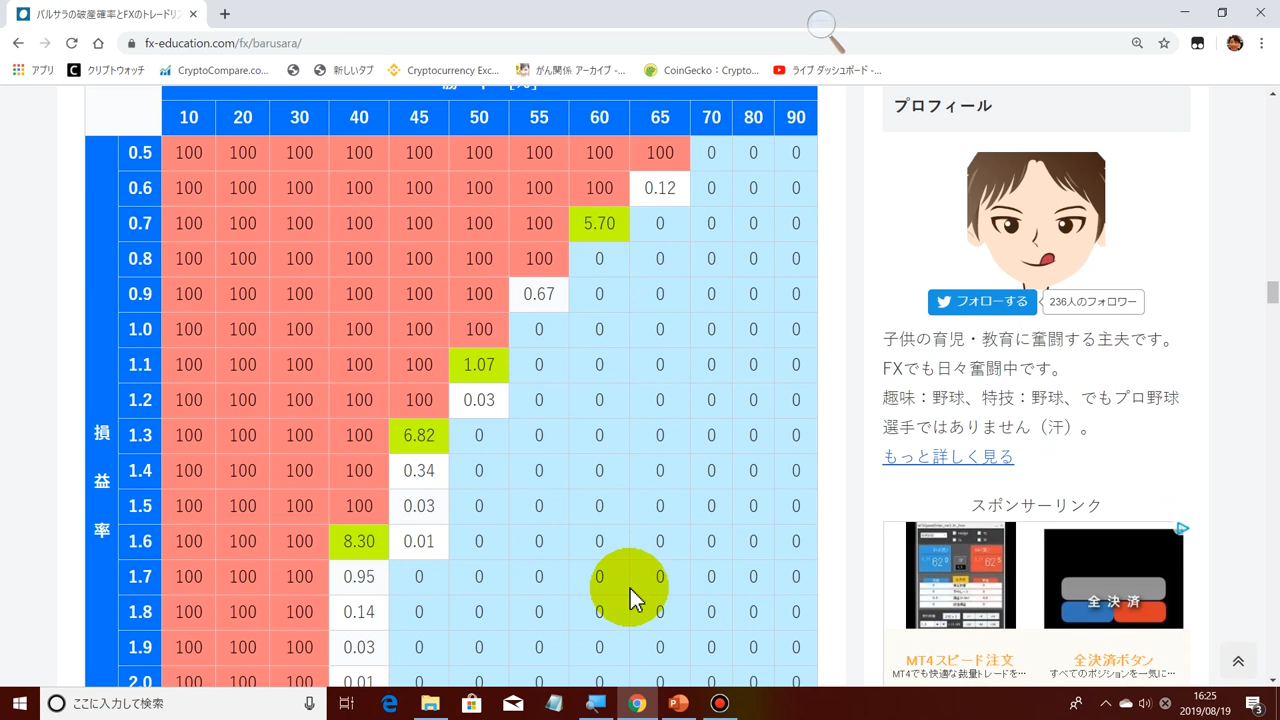 バルサラの破産確率とFXのトレードリス
fx-education.com/fx/barusara/
アプリ クリプトウォッチ CryptoCompare.co... 新しいタブ Cryptocurrency Exc... がん関係 アーカイブ -... CoinGecko：Crypto... ライブ ダッシュボード -...
10 20 30 40 45 50 55 60 65 70 80 90
0.5 100 100 100 100 100 100 100 100 100 0 0 0
0.6 100 100 100 100 100 100 100 100 0.12 0 0 0
0.7 100 100 100 100 100 100 100 5.70 0 0 0 0
0.8 100 100 100 100 100 100 100 0 0 0 0 0
0.9 100 100 100 100 100 100 0.67 0 0 0 0 0
1.0 100 100 100 100 100 100 0 0 0 0 0 0
1.1 100 100 100 100 100 1.07 0 0 0 0 0 0
1.2 100 100 100 100 100 0.03 0 0 0 0 0 0
1.3 100 100 100 100 6.82 0 0 0 0 0 0 0
1.4 100 100 100 100 0.34 0 0 0 0 0 0 0
1.5 100 100 100 100 0.03 0 0 0 0 0 0 0
1.6 100 100 100 8.30 0.01 0 0 0 0 0 0 0
1.7 100 100 100 0.95 0 0 0 0 0 0 0 0
1.8 100 100 100 0.14 0 0 0 0 0 0 0 0
1.9 100 100 100 0.03 0 0 0 0 0 0 0 0
2.0 100 100 100 0.01 0 0 0 0 0 0 0 0
損
益
率
プロフィール
フォローする 236人のフォロワー
子供の育児・教育に奮闘する主夫です。
FXでも日々奮闘中です。
趣味：野球、特技：野球、でもプロ野球
選手ではありません（汗）。
もっと詳しく見る
スポンサーリンク
全決済
MT4スピード注文 全決済ボタン
MT4でも快適な裁量トレードを… すべてのポジションを一気に…
ここに入力して検索
16:25
2019/08/19
3